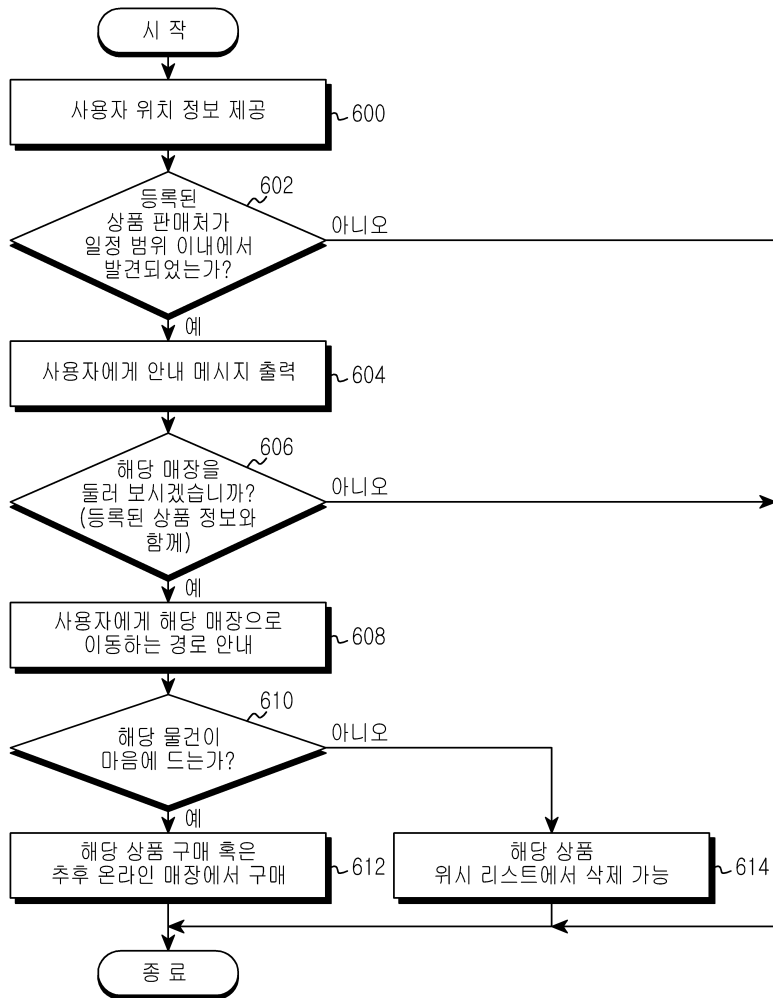 시 작
사용자 위치 정보 제공
600
602
등록된
상품 판매처가
일정 범위 이내에서
발견되었는가?
아니오
예
사용자에게 안내 메시지 출력
604
606
해당 매장을
둘러 보시겠습니까?
(등록된 상품 정보와
함께)
아니오
예
사용자에게 해당 매장으로
이동하는 경로 안내
608
610
해당 물건이
마음에 드는가?
아니오
예
해당 상품 구매 혹은
추후 온라인 매장에서 구매
612
해당 상품
위시 리스트에서 삭제 가능
614
종 료